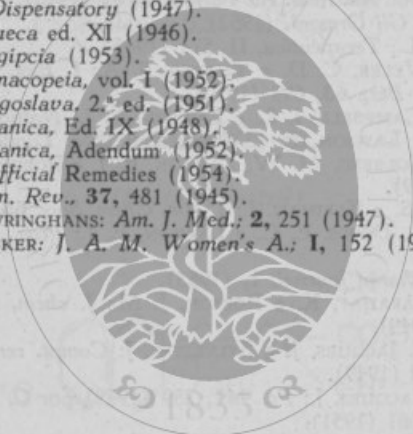 Dispensatory (1947).
ueca ed. XI (1946).
gipcia (1953).
macopeia, vol. I (1952).
goslava. 2.ª ed. (1951).
anica, Ed. IX (1948).
anica, Adendum (1952).
fficial Remedies (1954).
m. Rev., 37, 481 (1945).
WRINGHANS: Am. J. Med.; 2, 251 (1947).
KER: J. A. M. Women's A.; I, 152 (19
1835